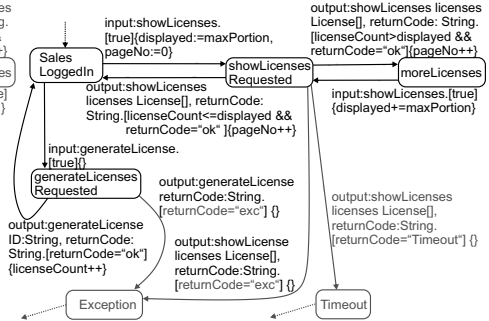 input:showLicenses.
[true]{displayed:=maxPortion,
pageNo:=0}
output:showLicenses licenses
License[], returnCode: String.
[licenseCount>displayed &&
returnCode="ok"]{pageNo++}
Sales
LoggedIn
showLicenses
Requested
moreLicenses
output:showLicenses
licenses License[], returnCode:
String.[licenseCount<=displayed &&
returnCode="ok" ]{pageNo++}
input:showLicenses.[true]
{displayed+=maxPortion}
input:generateLicense.
[true]{}
generateLicenses
Requested
output:generateLicense
returnCode:String.
[returnCode="exc"] {}
output:showLicenses
licenses License[],
returnCode:String.
[returnCode="Timeout"] {}
output:generateLicense
ID:String, returnCode:
String.[returnCode="ok"]
{licenseCount++}
output:showLicense
licenses License[],
returnCode:String.
[returnCode="exc"] {}
Exception
Timeout